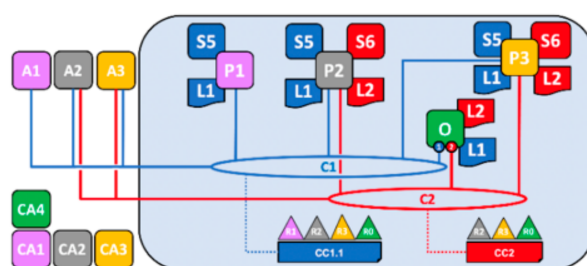 S5 S5 S6 S5 S6
A1 A2 A3 P1 P2 P3
L1 L1 L2 L1 L2
L2
O
L1
C1
C2
CA4
CA1 CA2 CA3
R1 R2 R3 R0 R2 R3 R0
CC1.1 CC2